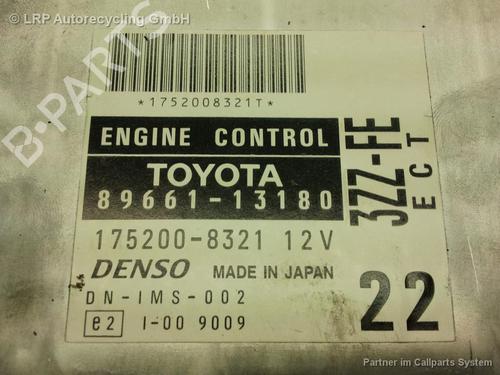 © LRP Autorecycling GmbH
B-PARTS
*1752008321T*
ENGINE CONTROL
TOYOTA
89661-13180
3ZZ-FE
ECT
175200-8321 12V
DENSO MADE IN JAPAN
DN-IMS-002
22
e2 I-00 9009
Partner im Callparts System